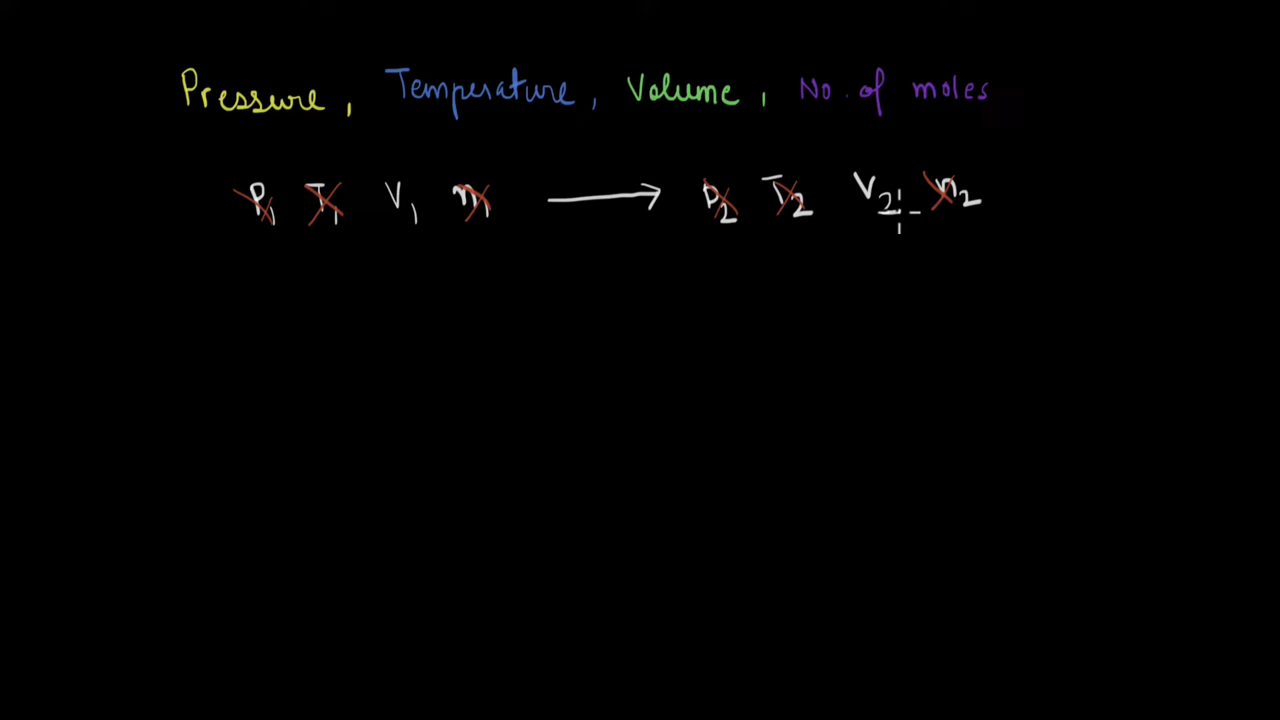 Pressure, Temperature, Volume, No. of moles
P₁ T₁ V₁ n₁ → P₂ T₂ V₂ n₂